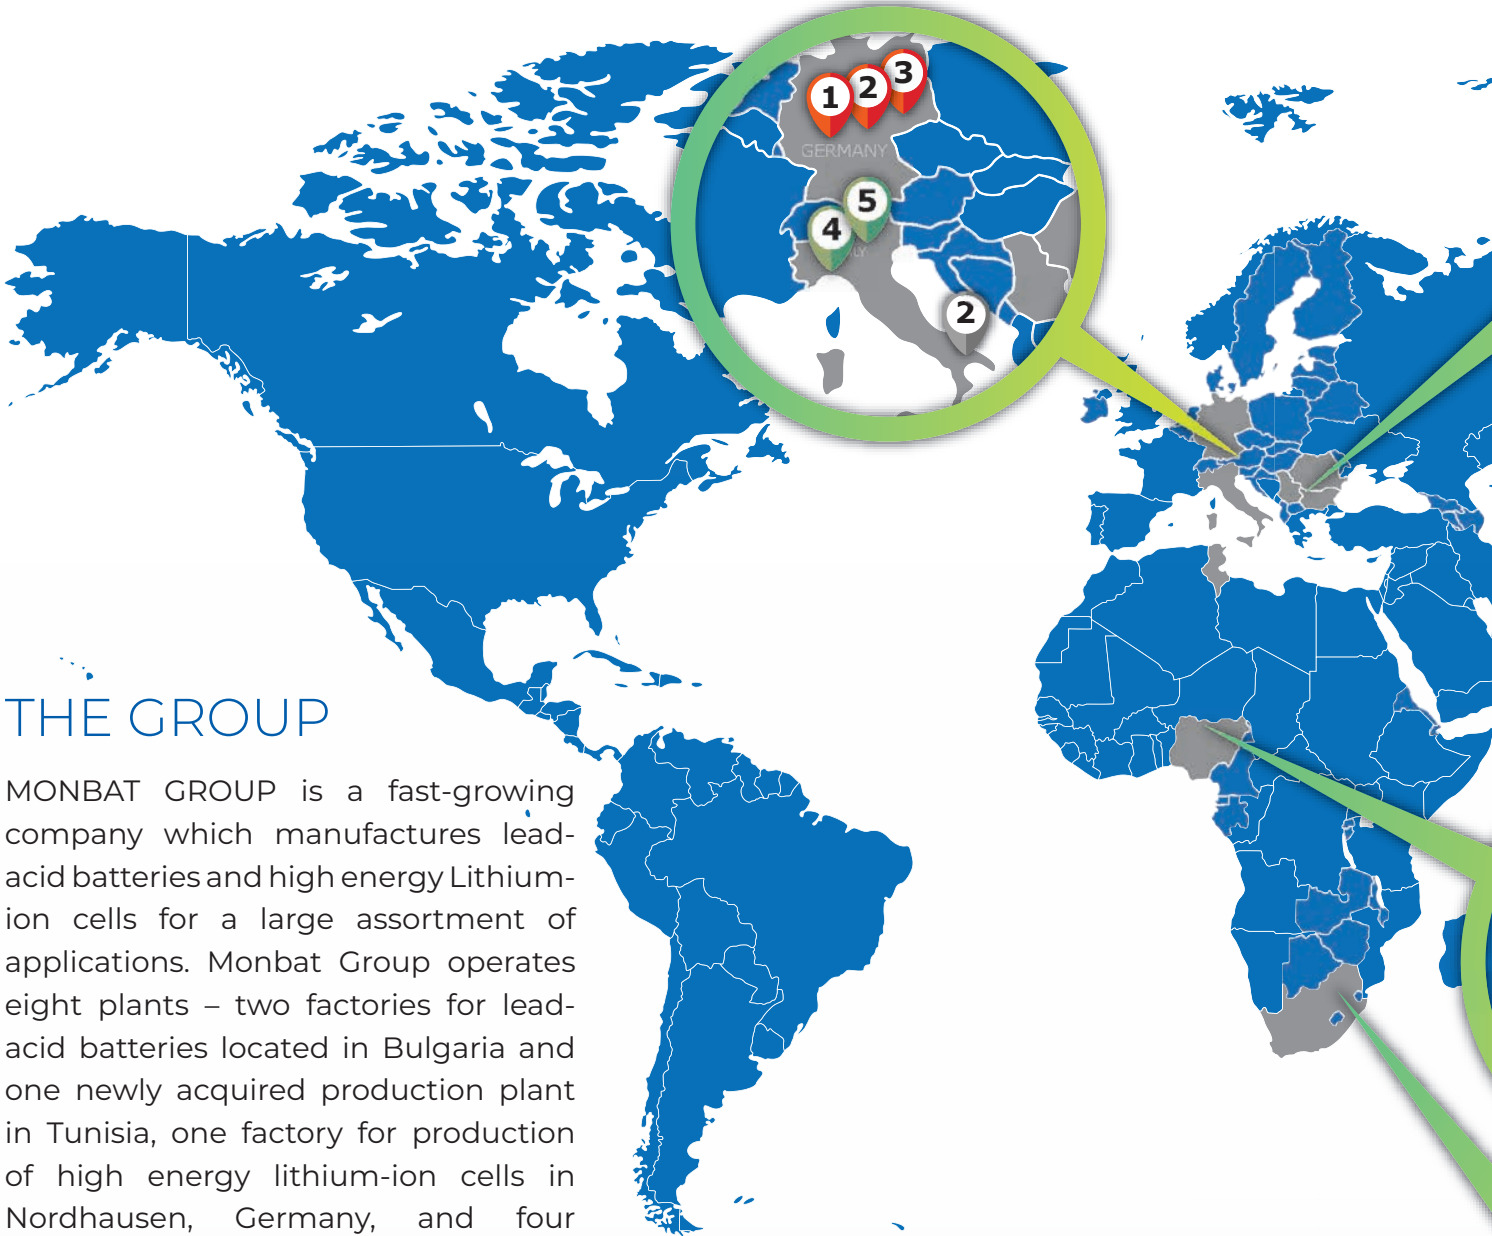 1
2
3
GERMANY
5
4
LY
2
THE GROUP
MONBAT GROUP is a fast-growing
company which manufactures lead-
acid batteries and high energy Lithium-
ion cells for a large assortment of
applications. Monbat Group operates
eight plants – two factories for lead-
acid batteries located in Bulgaria and
one newly acquired production plant
in Tunisia, one factory for production
of high energy lithium-ion cells in
Nordhausen, Germany, and four